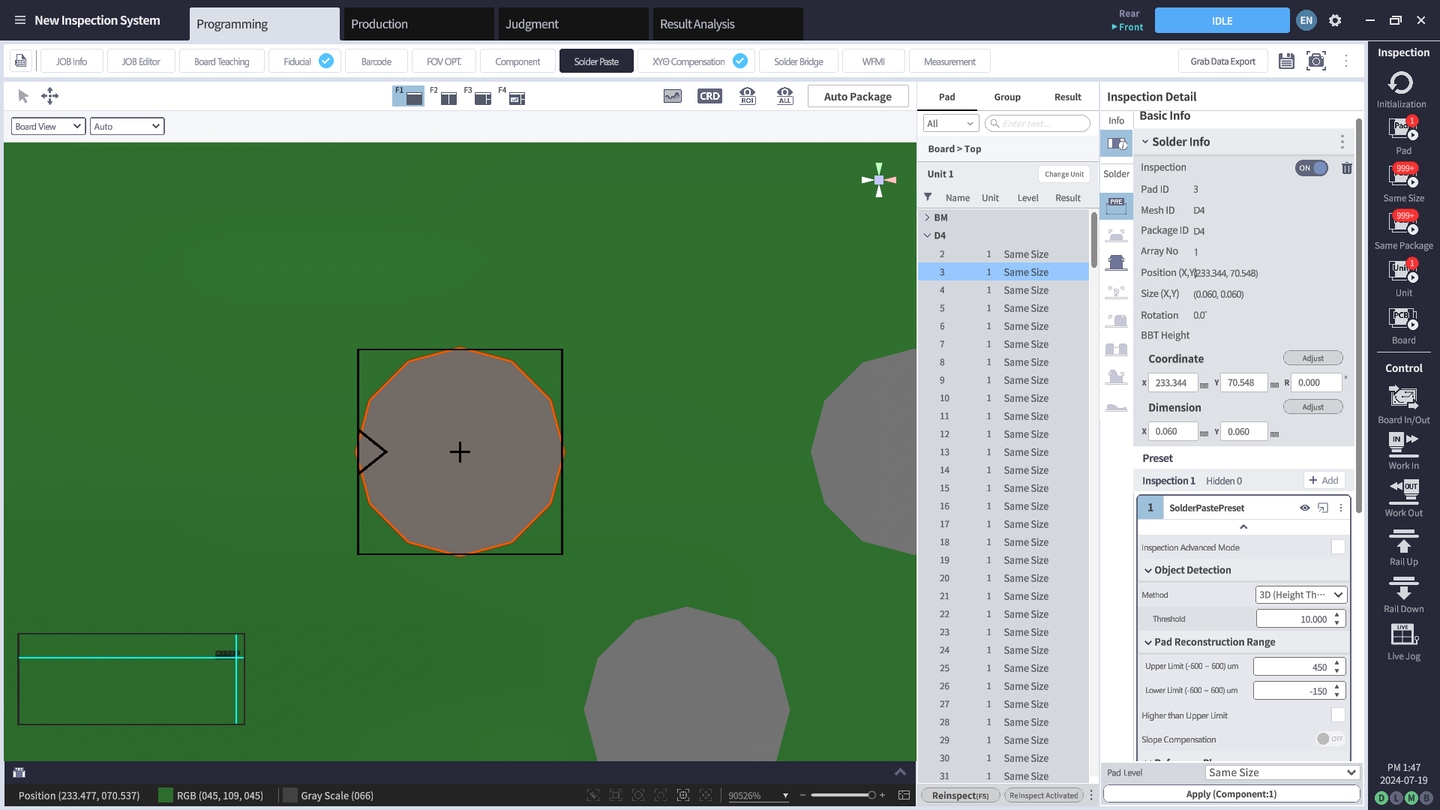 New Inspection System
Programming
Production
Judgment
Result Analysis
Rear
Front
IDLE
EN
JOB Info
JOB Editor
Board Teaching
Fiducial
Barcode
FOV OPT.
Component
Solder Paste
XYΘ Compensation
Solder Bridge
WFMI
Measurement
Grab Data Export
F1
F2
F3
F4
CRD
ROI
ALL
Auto Package
Board View
Auto
Pad
Group
Result
All
Enter text...
Board > Top
Unit 1
Change Unit
Name Unit Level Result
BM
D4
2 1 Same Size
3 1 Same Size
4 1 Same Size
5 1 Same Size
6 1 Same Size
7 1 Same Size
8 1 Same Size
9 1 Same Size
10 1 Same Size
11 1 Same Size
12 1 Same Size
13 1 Same Size
14 1 Same Size
15 1 Same Size
16 1 Same Size
17 1 Same Size
18 1 Same Size
19 1 Same Size
20 1 Same Size
21 1 Same Size
22 1 Same Size
23 1 Same Size
24 1 Same Size
25 1 Same Size
26 1 Same Size
27 1 Same Size
28 1 Same Size
29 1 Same Size
30 1 Same Size
31 1 Same Size
Reinspect(F5)
ReInspect Activated
Inspection Detail
Info
Solder
PRE
Basic Info
Solder Info
Inspection ON
Pad ID 3
Mesh ID D4
Package ID D4
Array No 1
Position (X,Y) (233.344, 70.548)
Size (X,Y) (0.060, 0.060)
Rotation 0.0˚
BBT Height
Coordinate Adjust
X 233.344 mm Y 70.548 mm R 0.000 °
Dimension Adjust
X 0.060 mm Y 0.060 mm
Preset
Inspection 1 Hidden 0 + Add
1 SolderPastePreset
Inspection Advanced Mode
Object Detection
Method 3D (Height Th···
Threshold 10.000
Pad Reconstruction Range
Upper Limit (-600 ~ 600) um 450
Lower Limit (-600 ~ 600) um -150
Higher than Upper Limit
Slope Compensation OFF
Pad Level Same Size
Apply (Component:1)
Inspection
Initialization
1
Pad
999+
Same Size
999+
Same Package
Unit
1
Unit
PCB
Board
Control
Board In/Out
IN
Work In
OUT
Work Out
Rail Up
Rail Down
LIVE
Live Jog
PM 1:47
2024-07-19
D L M B
Position (233.477, 070.537)
RGB (045, 109, 045)
Gray Scale (066)
90526%